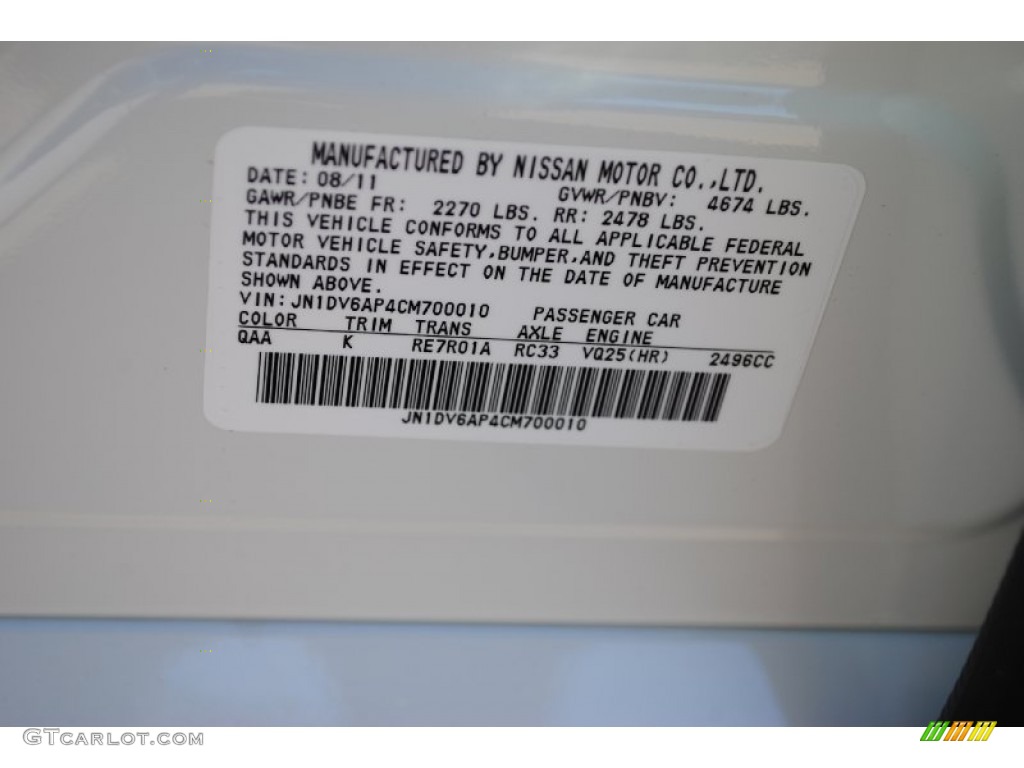 MANUFACTURED BY NISSAN MOTOR CO.,LTD.
DATE: 08/11 GVWR/PNBV: 4674 LBS.
GAWR/PNBE FR: 2270 LBS. RR: 2478 LBS.
THIS VEHICLE CONFORMS TO ALL APPLICABLE FEDERAL
MOTOR VEHICLE SAFETY,BUMPER,AND THEFT PREVENTION
STANDARDS IN EFFECT ON THE DATE OF MANUFACTURE
SHOWN ABOVE.
VIN:JN1DV6AP4CM700010 PASSENGER CAR
COLOR TRIM TRANS AXLE ENGINE
QAA K RE7R01A RC33 VQ25(HR) 2496CC
JN1DV6AP4CM700010
GTcarlot.com